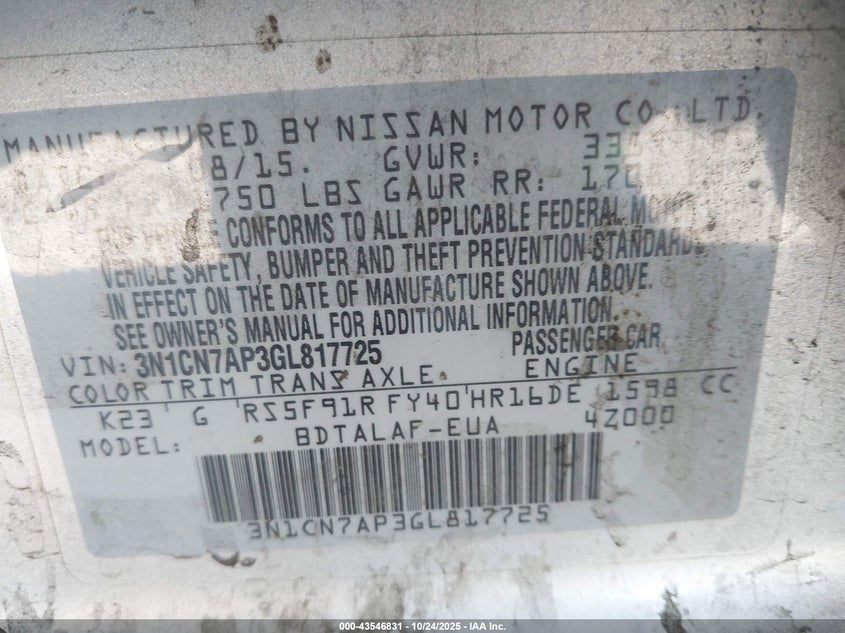 MANUFACTURED BY NISSAN MOTOR CO., LTD.
8/15. GVWR:
750 LBS GAWR RR:
CONFORMS TO ALL APPLICABLE FEDERAL
VEHICLE SAFETY, BUMPER AND THEFT PREVENTION STANDARDS
IN EFFECT ON THE DATE OF MANUFACTURE SHOWN ABOVE.
SEE OWNER'S MANUAL FOR ADDITIONAL INFORMATION.
VIN: 3N1CN7AP3GL817725 PASSENGER CAR
COLOR TRIM TRANS AXLE ENGINE
K23 G RS5F91R FY40 HR16DE 1598 CC
MODEL: BDTALAF-EUA 4Z000
3N1CN7AP3GL817725
000-43546831 - 10/24/2025 - IAA Inc.